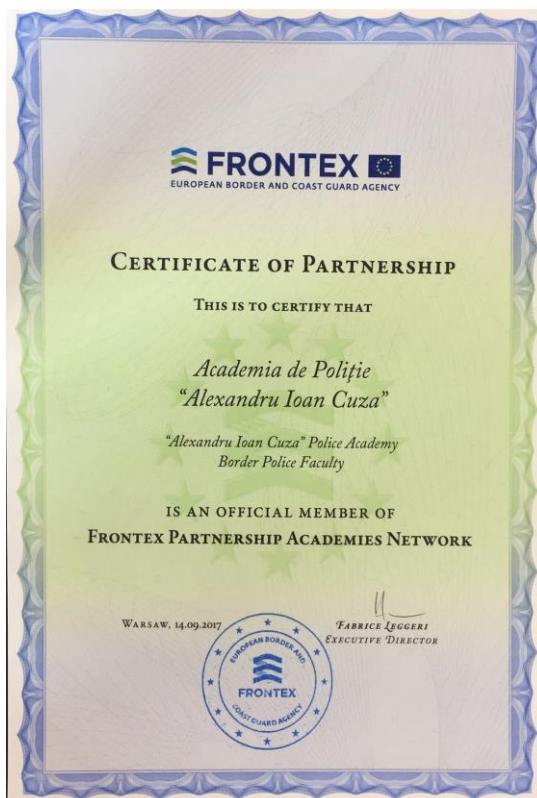 FRONTEX
EUROPEAN BORDER AND COAST GUARD AGENCY
CERTIFICATE OF PARTNERSHIP
THIS IS TO CERTIFY THAT
Academia de Poliţie
“Alexandru Ioan Cuza”
“Alexandru Ioan Cuza” Police Academy
Border Police Faculty
IS AN OFFICIAL MEMBER OF
FRONTEX PARTNERSHIP ACADEMIES NETWORK
WARSAW, 14.09.2017
FABRICE LEGGERI
EXECUTIVE DIRECTOR
EUROPEAN BORDER AND
FRONTEX
COAST GUARD AGENCY